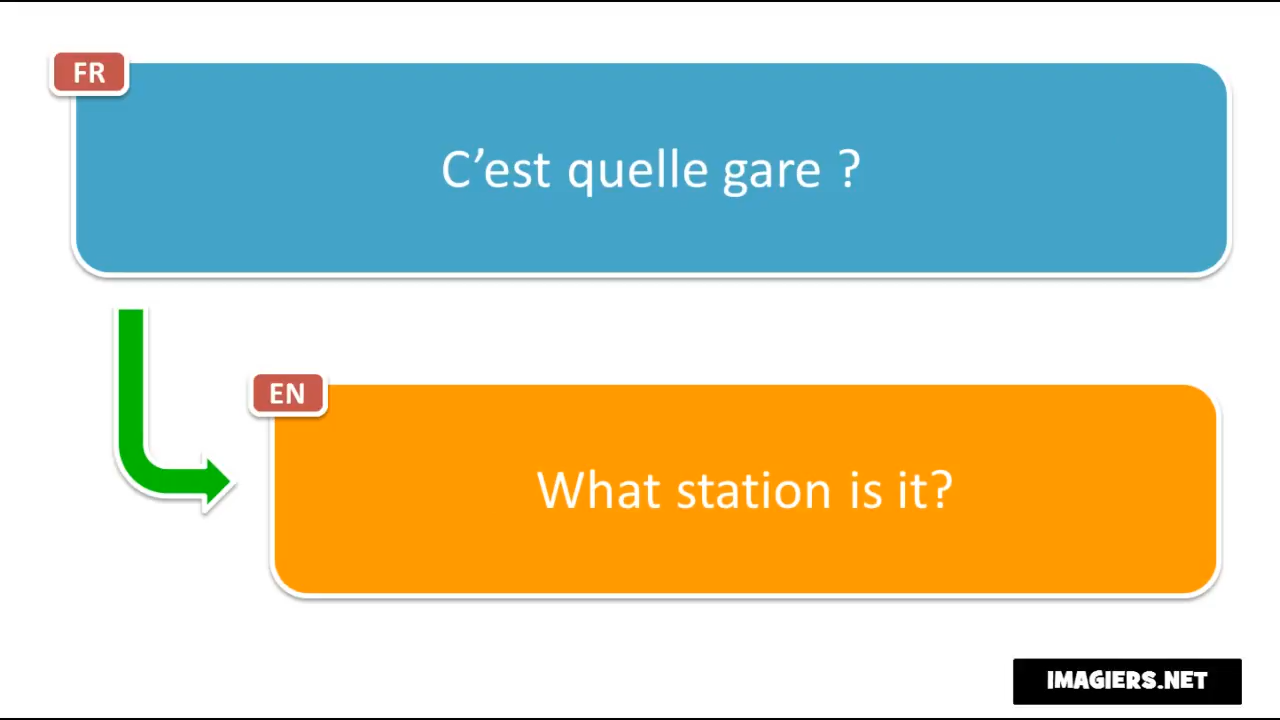 FR
C’est quelle gare ?
EN
What station is it?
IMAGIERS.NET